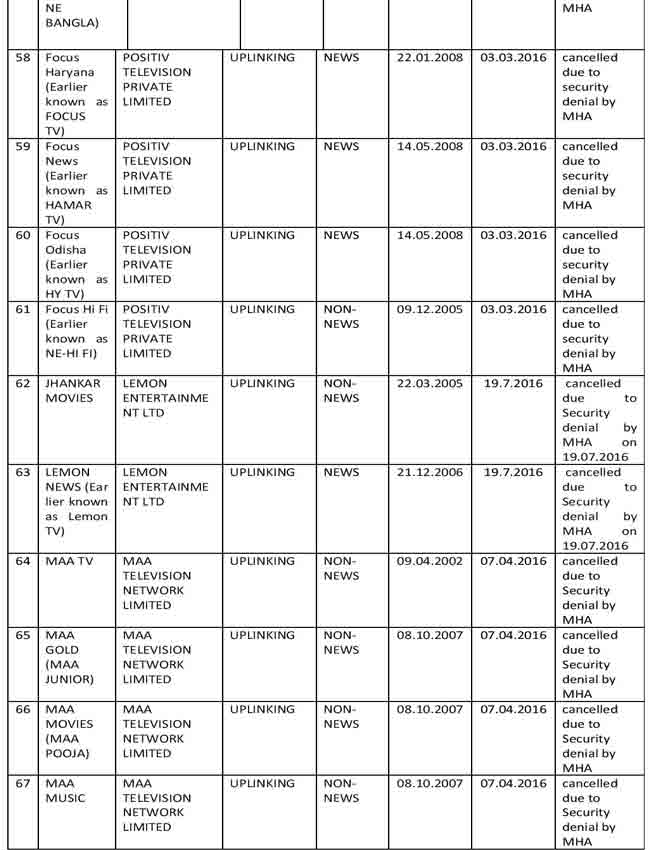 NE MHA
BANGLA)
58 Focus POSITIV UPLINKING NEWS 22.01.2008 03.03.2016 cancelled
Haryana TELEVISION due to
(Earlier PRIVATE security
known as LIMITED denial by
FOCUS MHA
TV)
59 Focus POSITIV UPLINKING NEWS 14.05.2008 03.03.2016 cancelled
News TELEVISION due to
(Earlier PRIVATE security
known as LIMITED denial by
HAMAR MHA
TV)
60 Focus POSITIV UPLINKING NEWS 14.05.2008 03.03.2016 cancelled
Odisha TELEVISION due to
(Earlier PRIVATE security
known as LIMITED denial by
HY TV) MHA
61 Focus Hi Fi POSITIV UPLINKING NON- 09.12.2005 03.03.2016 cancelled
(Earlier TELEVISION NEWS due to
known as PRIVATE security
NE-HI FI) LIMITED denial by
MHA
62 JHANKAR LEMON UPLINKING NON- 22.03.2005 19.7.2016 cancelled
MOVIES ENTERTAINME NEWS due to
NT LTD Security
denial by
MHA on
19.07.2016
63 LEMON LEMON UPLINKING NEWS 21.12.2006 19.7.2016 cancelled
NEWS (Ear ENTERTAINME due to
lier known NT LTD Security
as Lemon denial by
TV) MHA on
19.07.2016
64 MAA TV MAA UPLINKING NON- 09.04.2002 07.04.2016 cancelled
TELEVISION NEWS due to
NETWORK Security
LIMITED denial by
MHA
65 MAA MAA UPLINKING NON- 08.10.2007 07.04.2016 cancelled
GOLD TELEVISION NEWS due to
(MAA NETWORK Security
JUNIOR) LIMITED denial by
MHA
66 MAA MAA UPLINKING NON- 08.10.2007 07.04.2016 cancelled
MOVIES TELEVISION NEWS due to
(MAA NETWORK Security
POOJA) LIMITED denial by
MHA
67 MAA MAA UPLINKING NON- 08.10.2007 07.04.2016 cancelled
MUSIC TELEVISION NEWS due to
NETWORK Security
LIMITED denial by
MHA